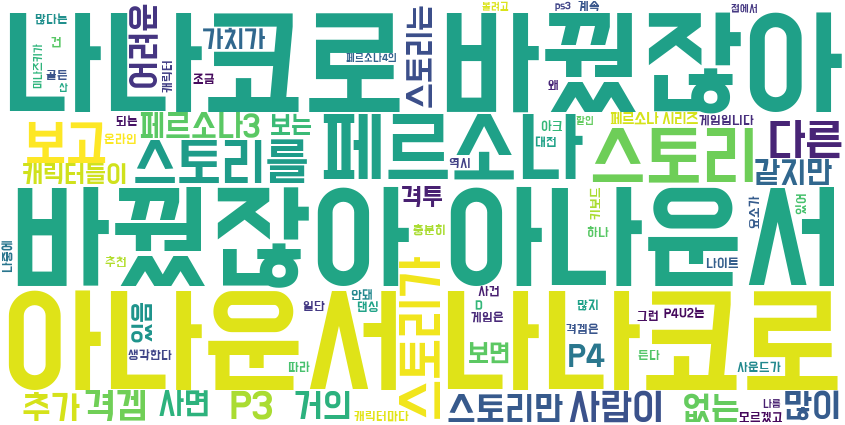 많다는
운려고
ps3 계속
점에서
나나코로 바꿨잖아
어려운
가치가
스토리는
건
미나즈키가
골든
산
캐릭터
조금
페르소나4의
왜
되는
온라인
페르소나3 보는
페르소나
아크
대전
할인
페르소나 시리즈
게임입니다
다른
보고
캐릭터들이
스토리를
역시
스토리
같지만
바꿨잖아 아나운서
격투
충분히
키보드
하나
요소가
있어
나중에
추천
나이트
아나운서 나나코로
스토리가
있음
생각한다
일단
안돼
댄싱
따라
사건
D
게임은
보면
많지
격겜은
P4
그런
P4U2는
든다
사운드가
추가
격겜
사면
P3
거의
캐릭터마다
스토리만
사람이
없는
나름
모르겠고
많이